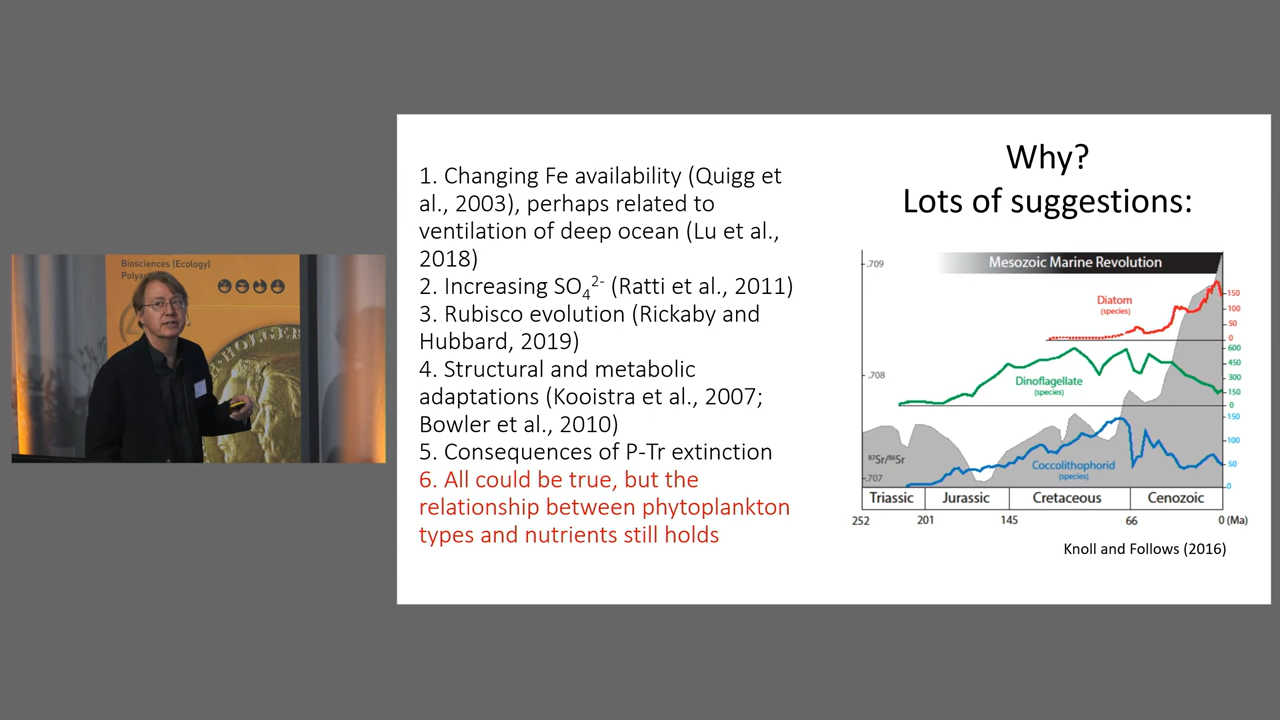 Biosciences (Ecology)
HOLGER
1. Changing Fe availability (Quigg et
al., 2003), perhaps related to
ventilation of deep ocean (Lu et al.,
2018)
2. Increasing SO₄²⁻ (Ratti et al., 2011)
3. Rubisco evolution (Rickaby and
Hubbard, 2019)
4. Structural and metabolic
adaptations (Kooistra et al., 2007;
Bowler et al., 2010)
5. Consequences of P-Tr extinction
6. All could be true, but the
relationship between phytoplankton
types and nutrients still holds
Why?
Lots of suggestions:
Mesozoic Marine Revolution
.709
.708
.707
⁸⁷Sr/⁸⁶Sr
Diatom
(species)
150
100
50
0
Dinoflagellate
(species)
600
450
300
150
0
Coccolithophorid
(species)
150
100
50
0
Triassic Jurassic Cretaceous Cenozoic
252 201 145 66 0 (Ma)
Knoll and Follows (2016)